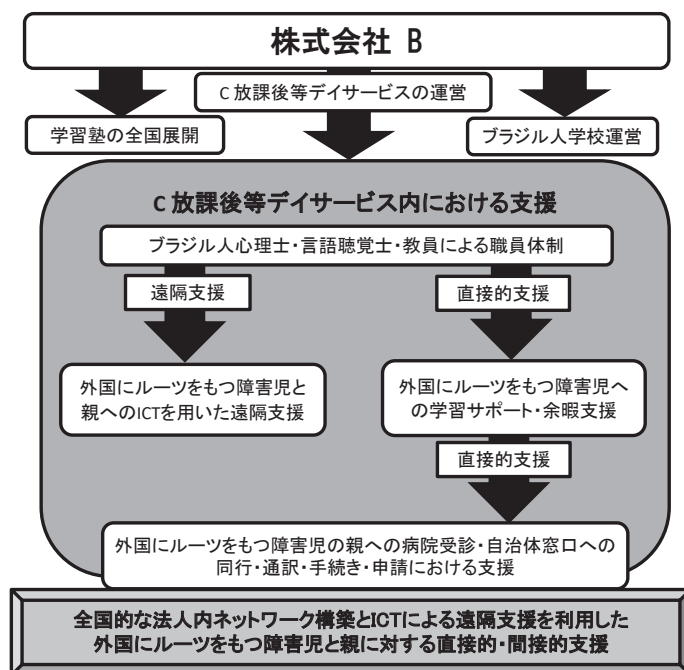 株式会社 B
C 放課後等デイサービスの運営
学習塾の全国展開
ブラジル人学校運営
C 放課後等デイサービス内における支援
ブラジル人心理士・言語聴覚士・教員による職員体制
遠隔支援
直接的支援
外国にルーツをもつ障害児と
親へのICTを用いた遠隔支援
外国にルーツをもつ障害児へ
の学習サポート・余暇支援
直接的支援
外国にルーツをもつ障害児の親への病院受診・自治体窓口への
同行・通訳・手続き・申請における支援
全国的な法人内ネットワーク構築とICTによる遠隔支援を利用した
外国にルーツをもつ障害児と親に対する直接的・間接的支援